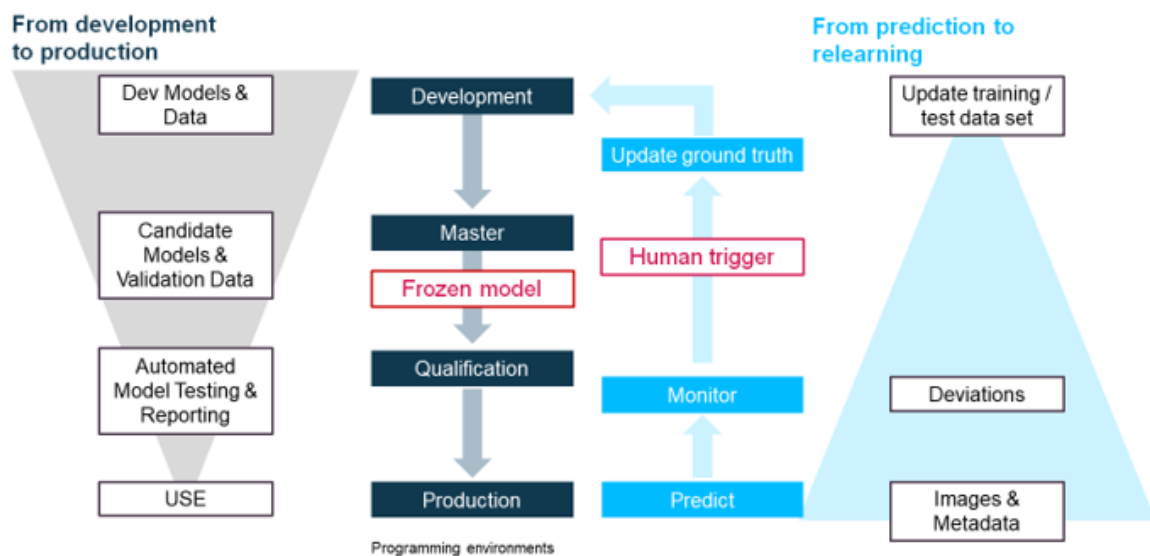 From development
to production
Dev Models &
Data
Candidate
Models &
Validation Data
Automated
Model Testing &
Reporting
USE
Development
Master
Frozen model
Qualification
Production
Programming environments
Update ground truth
Human trigger
Monitor
Predict
From prediction to
relearning
Update training /
test data set
Deviations
Images &
Metadata